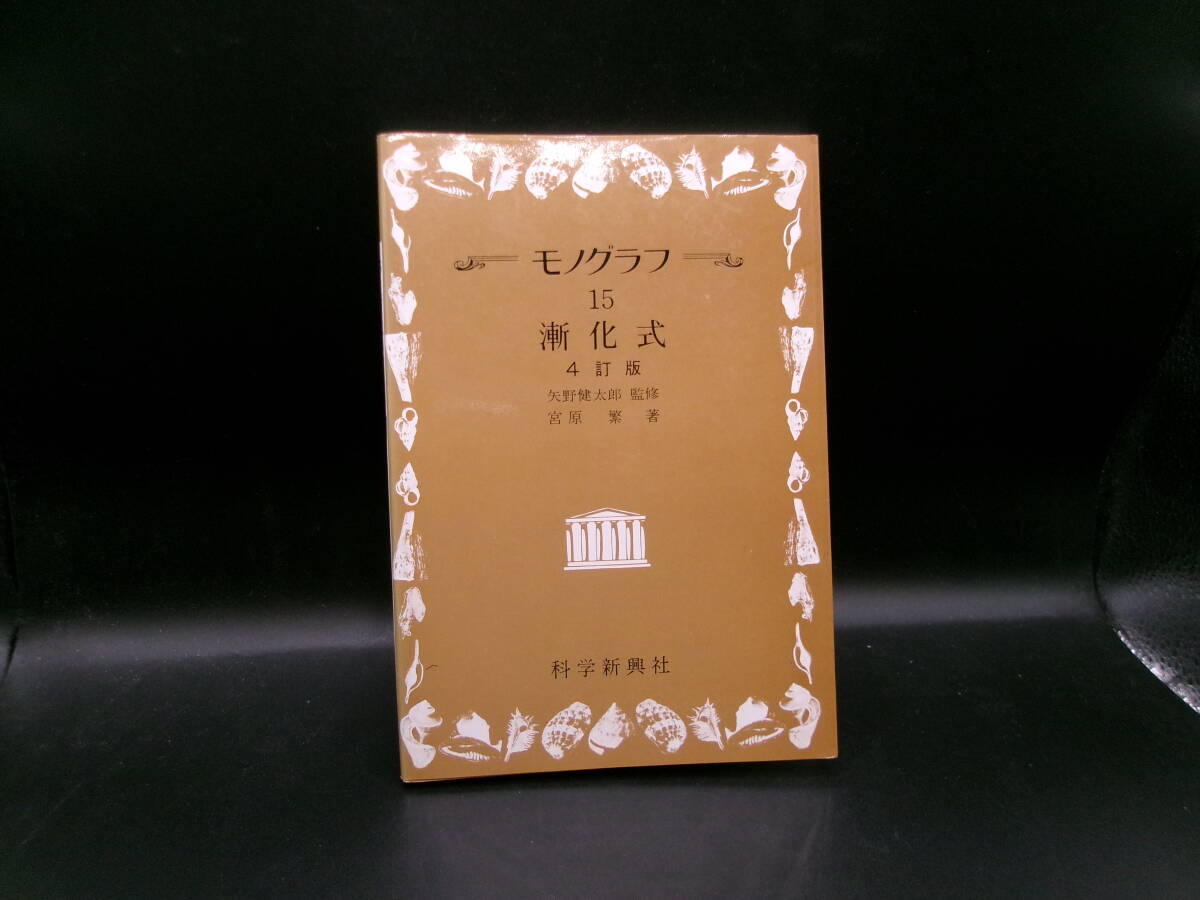 モノグラフ
15
漸化式
4訂版
矢野健太郎 監修
宮原 繁 著
科学新興社